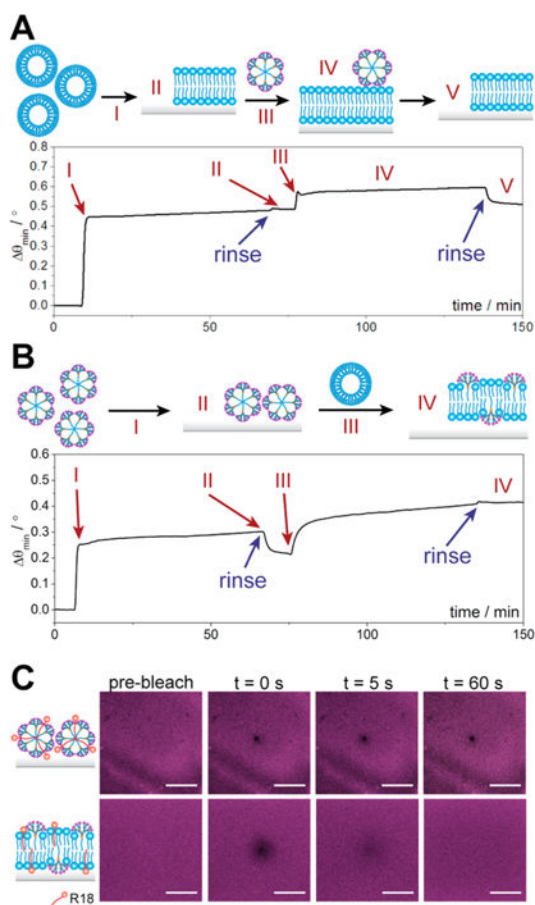 A
I
II
III
IV
V
0.8
0.7
0.6
0.5
0.4
0.3
0.2
0.1
0.0
Δθmin / °
I
II
III
IV
V
rinse
rinse
time / min
0
50
100
150
B
I
II
III
IV
0.6
0.5
0.4
0.3
0.2
0.1
0.0
Δθmin / °
I
II
III
IV
rinse
rinse
time / min
0
50
100
150
C
pre-bleach
t = 0 s
t = 5 s
t = 60 s
R18